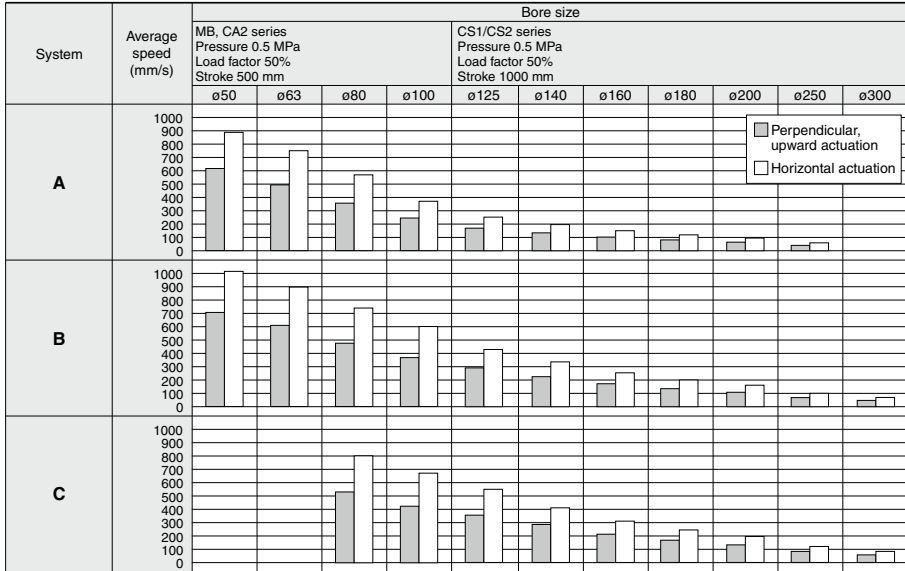 Bore size
System
Average
speed
(mm/s)
MB, CA2 series
Pressure 0.5 MPa
Load factor 50%
Stroke 500 mm
CS1/CS2 series
Pressure 0.5 MPa
Load factor 50%
Stroke 1000 mm
ø50 ø63 ø80 ø100 ø125 ø140 ø160 ø180 ø200 ø250 ø300
A
1000
900
800
700
600
500
400
300
200
100
0
Perpendicular,
upward actuation
Horizontal actuation
B
1000
900
800
700
600
500
400
300
200
100
0
C
1000
900
800
700
600
500
400
300
200
100
0